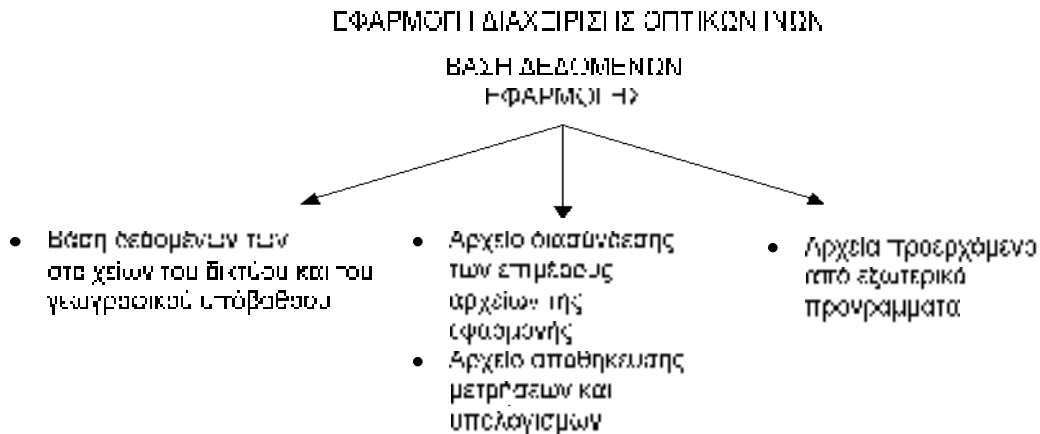 ΕΦΑΡΜΟΓΗ ΔΙΑΧΕΙΡΙΣΗΣ ΟΠΤΙΚΩΝ ΙΝΩΝ
ΒΑΣΗ ΔΕΔΟΜΕΝΩΝ
ΕΦΑΡΜΟΓΗΣ
• Βάση δεδομένων των
στοιχείων του δικτύου και του
γεωγραφικού υπόβαθρου
• Αρχείο διασύνδεσης
των επιμέρους
αρχείων της
εφαρμογής
• Αρχείο αποθήκευσης
μετρήσεων και
υπολογισμών
• Αρχεία προερχόμενα
από εξωτερικά
προγράμματα